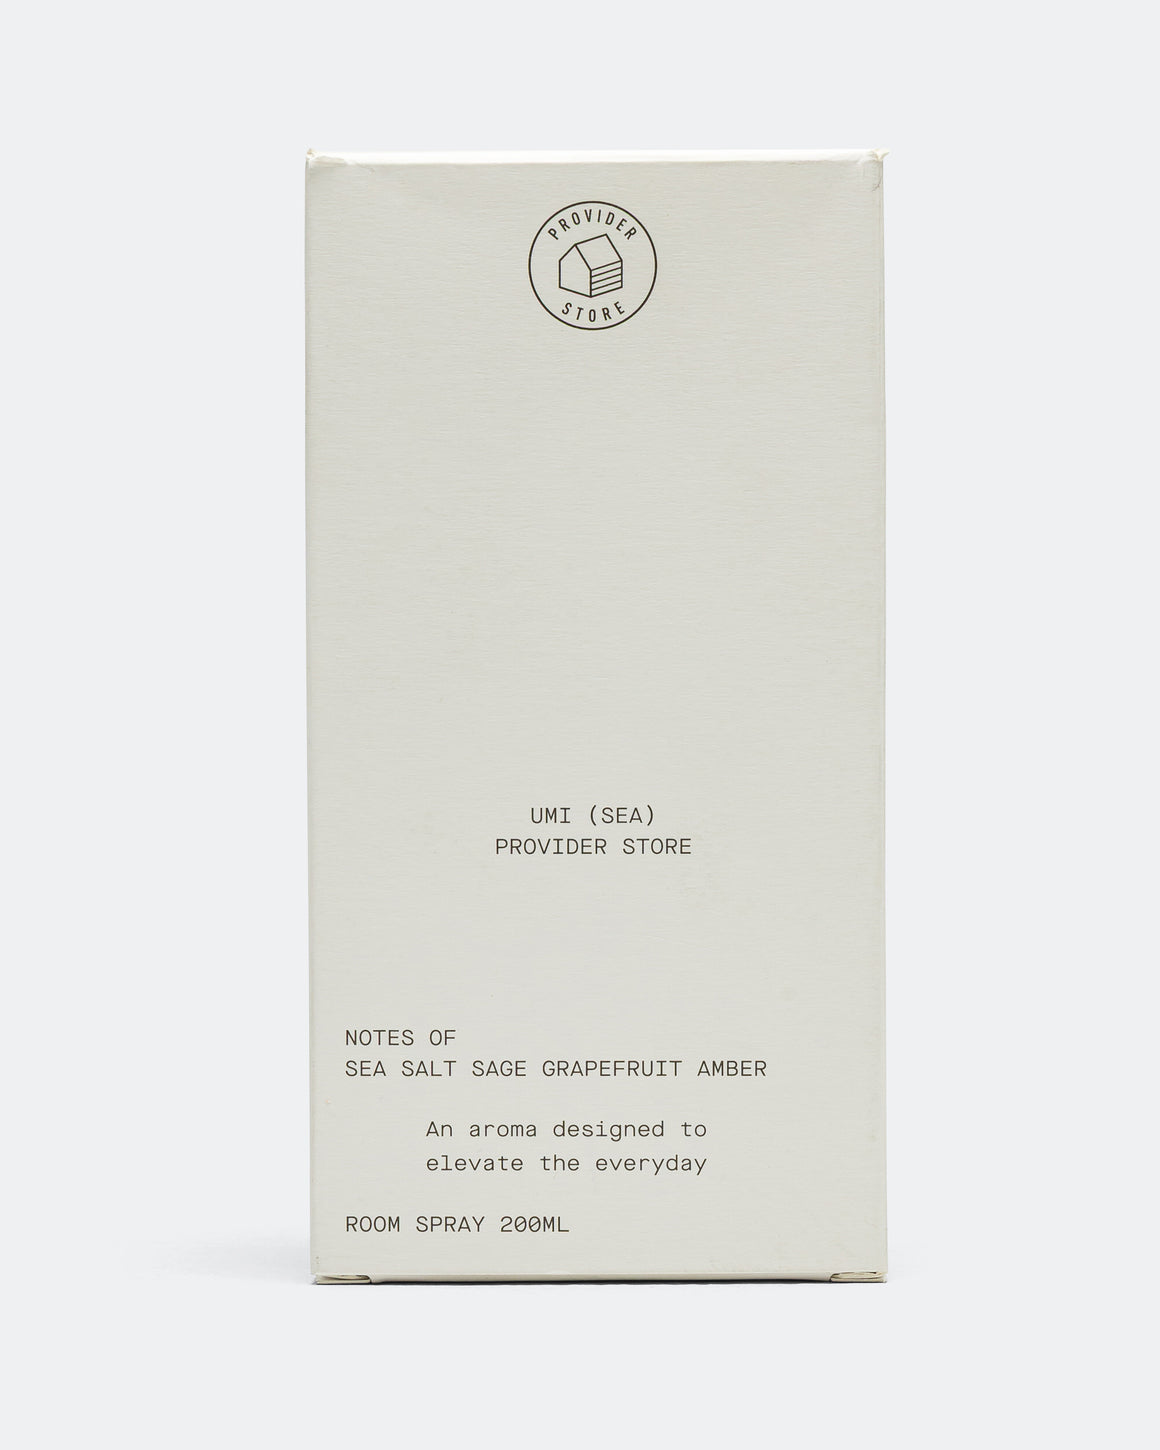 PROVIDER
STORE
UMI (SEA)
PROVIDER STORE
NOTES OF
SEA SALT SAGE GRAPEFRUIT AMBER
An aroma designed to
elevate the everyday
ROOM SPRAY 200ML